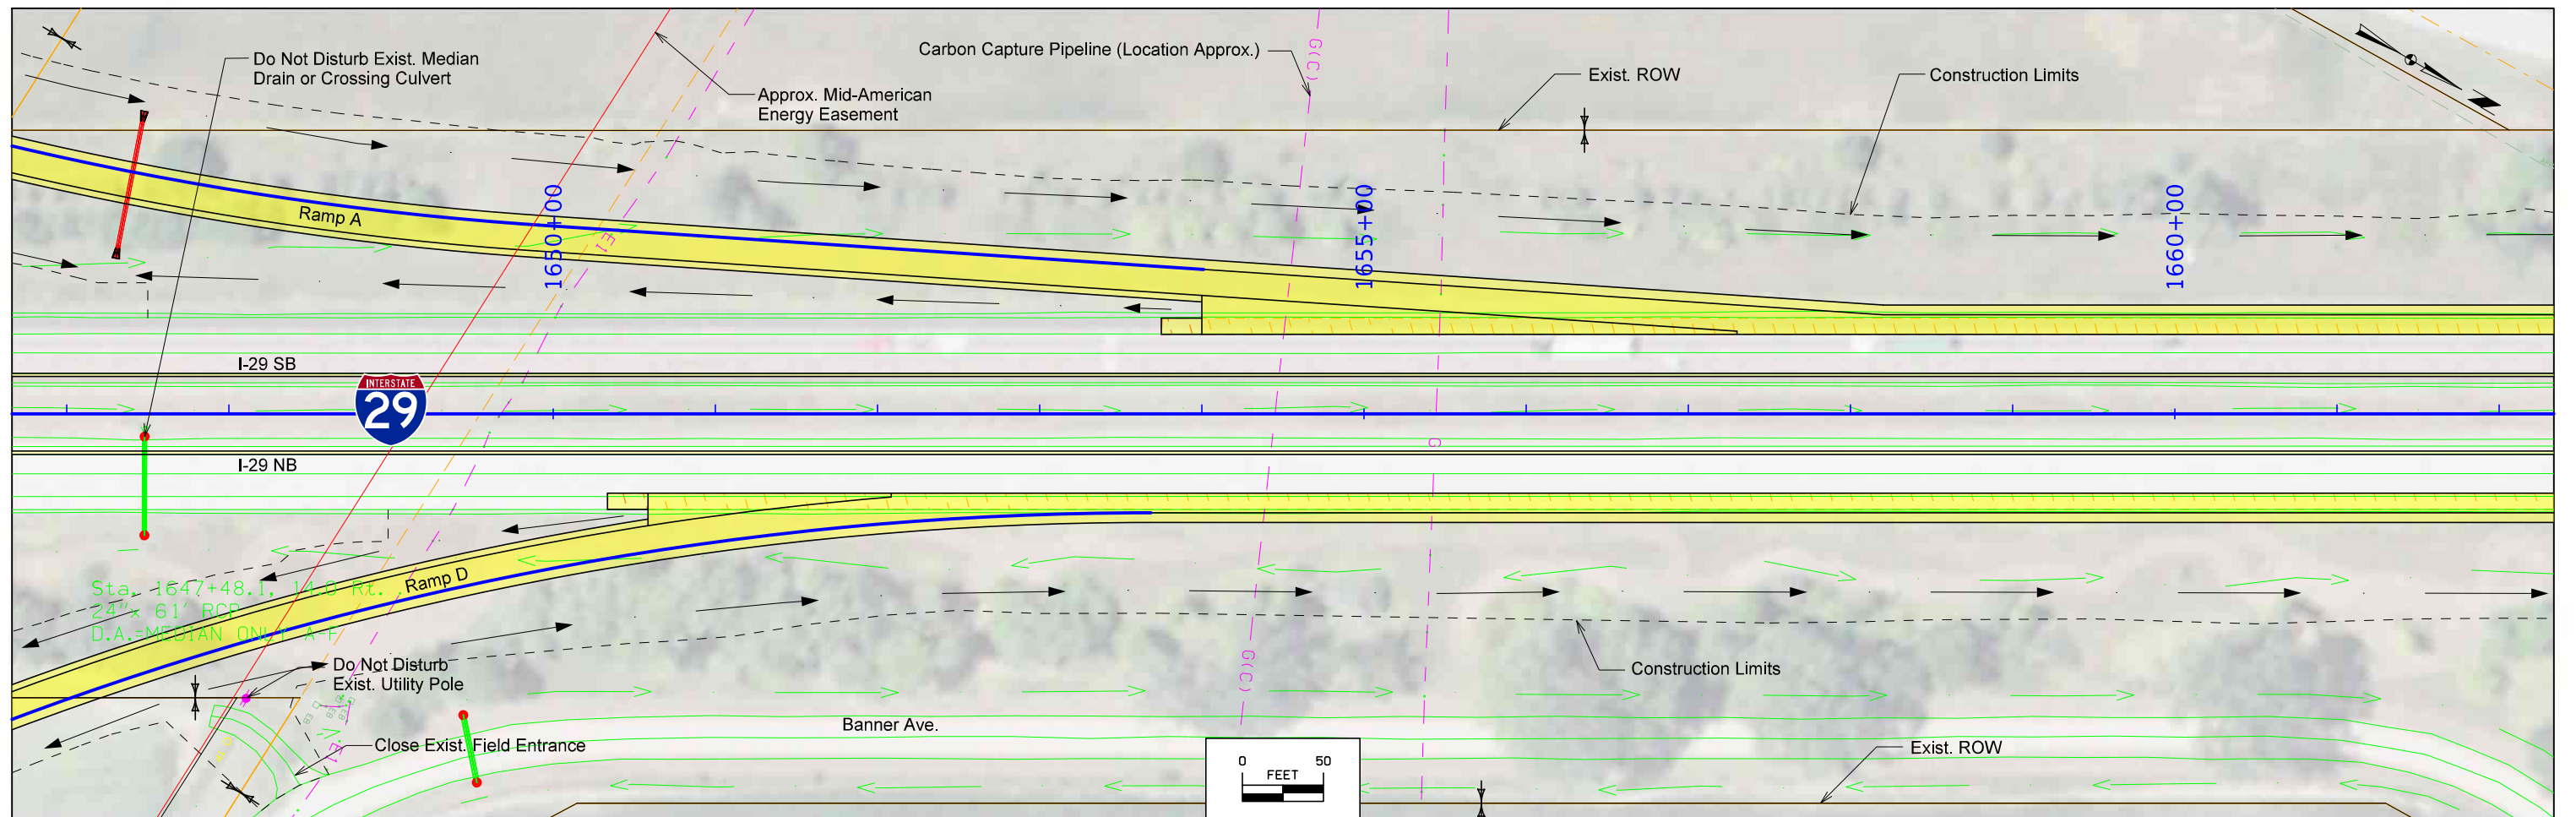 Do Not Disturb Exist. Median
Drain or Crossing Culvert
Approx. Mid-American
Energy Easement
Carbon Capture Pipeline (Location Approx.)
G(C)
Exist. ROW
Construction Limits
Ramp A
1650+00
E1
1655+00
1660+00
I-29 SB
INTERSTATE
29
I-29 NB
G
Ramp D
Sta. 1647+48.1, 14.0 Rt.
24"x 61' RCP
D.A.=MEDIAN ONLY A-F
Do Not Disturb
Exist. Utility Pole
G(C)
Construction Limits
Close Exist. Field Entrance
E1
Banner Ave.
Exist. ROW
0 50
FEET